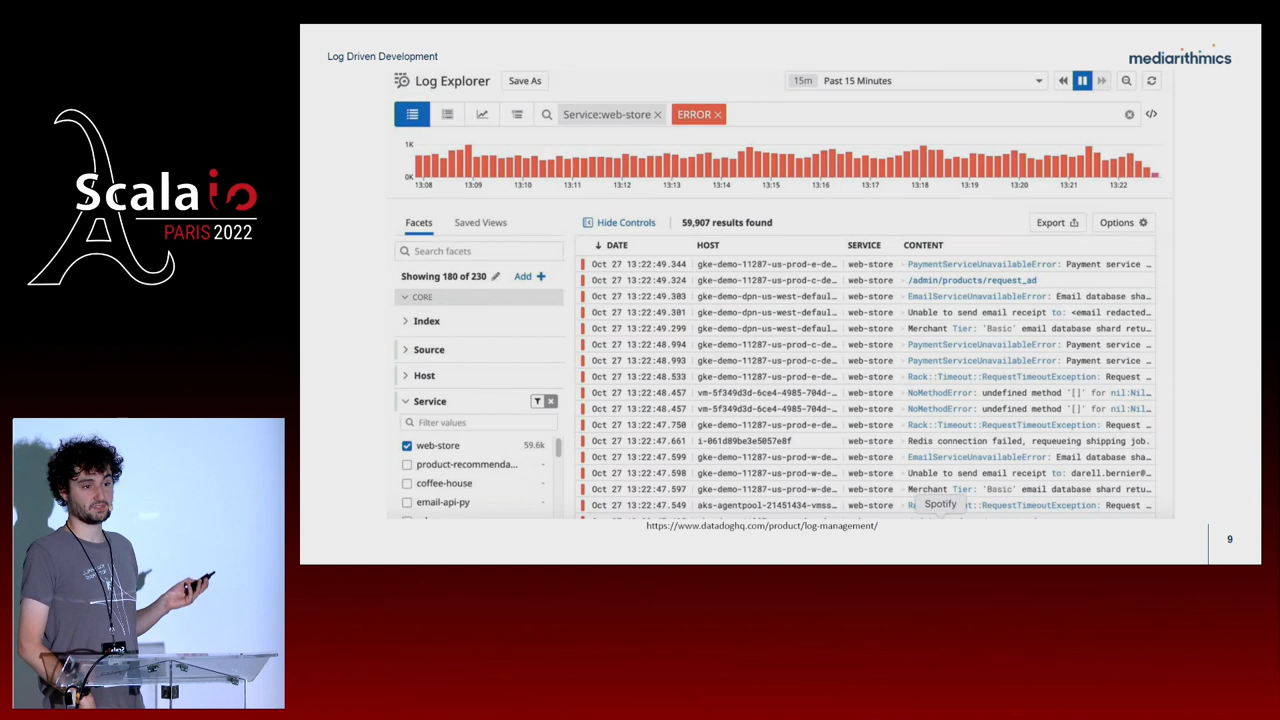 Log Driven Development
mediarithmics
Log Explorer
Save As
15m Past 15 Minutes
Service:web-store ×
ERROR ×
</>
1K
0K
13:08 13:09 13:10 13:11 13:12 13:13 13:14 13:15 13:16 13:17 13:18 13:19 13:20 13:21 13:22
Facets
Saved Views
Hide Controls
59,907 results found
Export
Options
Search facets
Showing 180 of 230
Add +
CORE
Index
Source
Host
Service
Filter values
web-store 59.6k
product-recommenda... -
coffee-house -
email-api-py -
↓ DATE HOST SERVICE CONTENT
Oct 27 13:22:49.344 gke-demo-11287-us-prod-e-de… web-store PaymentServiceUnavailableError: Payment service …
Oct 27 13:22:49.324 gke-demo-11287-us-prod-c-de… web-store /admin/products/request_ad
Oct 27 13:22:49.303 gke-demo-dpn-us-west-defaul… web-store EmailServiceUnavailableError: Email database sha…
Oct 27 13:22:49.301 gke-demo-dpn-us-west-defaul… web-store Unable to send email receipt to: <email redacted…
Oct 27 13:22:49.299 gke-demo-dpn-us-west-defaul… web-store Merchant Tier: 'Basic' email database shard retu…
Oct 27 13:22:48.994 gke-demo-11287-us-prod-c-de… web-store PaymentServiceUnavailableError: Payment service …
Oct 27 13:22:48.993 gke-demo-11287-us-prod-c-de… web-store PaymentServiceUnavailableError: Payment service …
Oct 27 13:22:48.533 gke-demo-11287-us-prod-e-de… web-store Rack::Timeout::RequestTimeoutException: Request …
Oct 27 13:22:48.457 vm-5f349d3d-6ce4-4985-704d-… web-store NoMethodError: undefined method '[]' for nil:Nil…
Oct 27 13:22:48.457 vm-5f349d3d-6ce4-4985-704d-… web-store NoMethodError: undefined method '[]' for nil:Nil…
Oct 27 13:22:47.750 gke-demo-11287-us-prod-e-de… web-store Rack::Timeout::RequestTimeoutException: Request …
Oct 27 13:22:47.661 i-061d89be3e5057e8f web-store Redis connection failed, requeueing shipping job.
Oct 27 13:22:47.599 gke-demo-11287-us-prod-w-de… web-store EmailServiceUnavailableError: Email database sha…
Oct 27 13:22:47.598 gke-demo-11287-us-prod-w-de… web-store Unable to send email receipt to: darell.bernier@…
Oct 27 13:22:47.597 gke-demo-11287-us-prod-w-de… web-store Merchant Tier: 'Basic' email database shard retu…
Oct 27 13:22:47.549 aks-agentpool-21451434-vmss… web-store Request …
Spotify
https://www.datadoghq.com/product/log-management/
9
Scala io
PARIS 2022